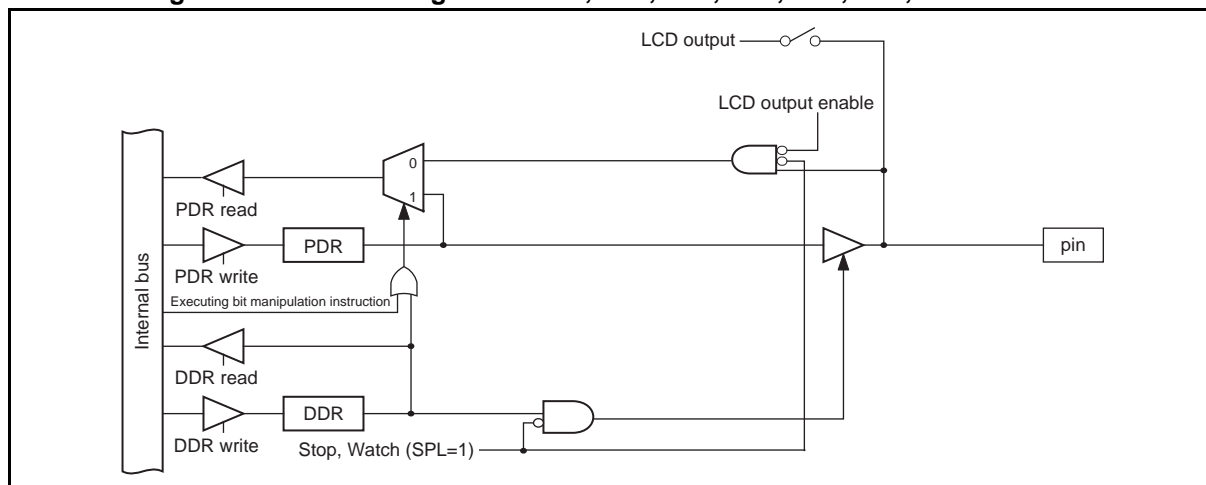 LCD output
LCD output enable
0
1
PDR read
PDR
pin
PDR write
Executing bit manipulation instruction
Internal bus
DDR read
DDR
DDR write
Stop, Watch (SPL=1)